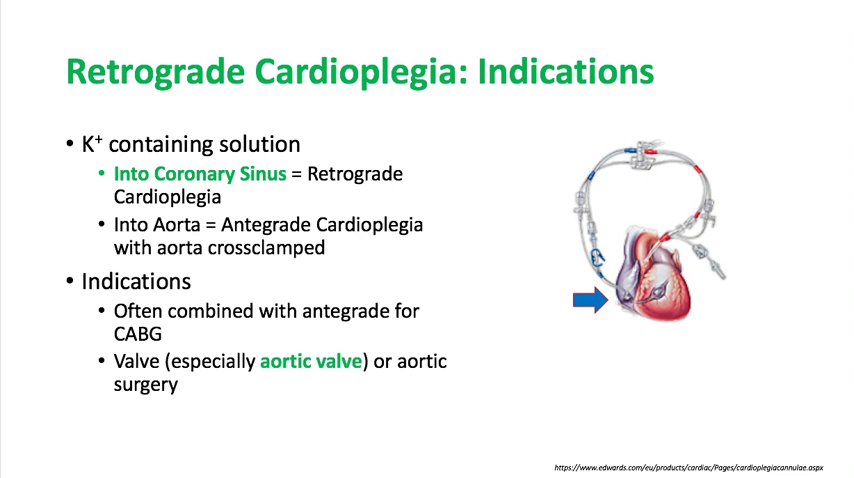 Retrograde Cardioplegia: Indications
• K⁺ containing solution
• Into Coronary Sinus = Retrograde
Cardioplegia
• Into Aorta = Antegrade Cardioplegia
with aorta crossclamped
• Indications
• Often combined with antegrade for
CABG
• Valve (especially aortic valve) or aortic
surgery
https://www.edwards.com/eu/products/cardiac/Pages/cardioplegiacannulae.aspx